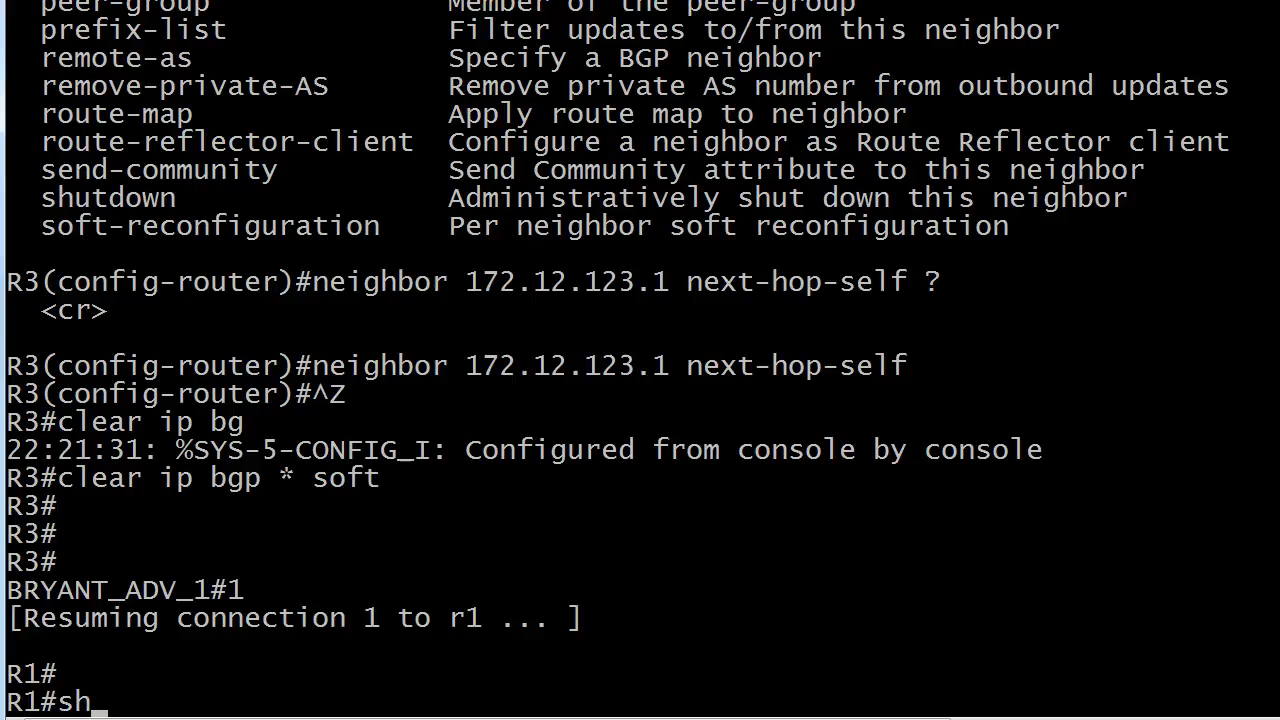 peer-group Member of the peer-group
prefix-list Filter updates to/from this neighbor
remote-as Specify a BGP neighbor
remove-private-AS Remove private AS number from outbound updates
route-map Apply route map to neighbor
route-reflector-client Configure a neighbor as Route Reflector client
send-community Send Community attribute to this neighbor
shutdown Administratively shut down this neighbor
soft-reconfiguration Per neighbor soft reconfiguration
R3(config-router)#neighbor 172.12.123.1 next-hop-self ?
<cr>
R3(config-router)#neighbor 172.12.123.1 next-hop-self
R3(config-router)#^Z
R3#clear ip bg
22:21:31: %SYS-5-CONFIG_I: Configured from console by console
R3#clear ip bgp * soft
R3#
R3#
R3#
BRYANT_ADV_1#1
[Resuming connection 1 to r1 ... ]
R1#
R1#sh_